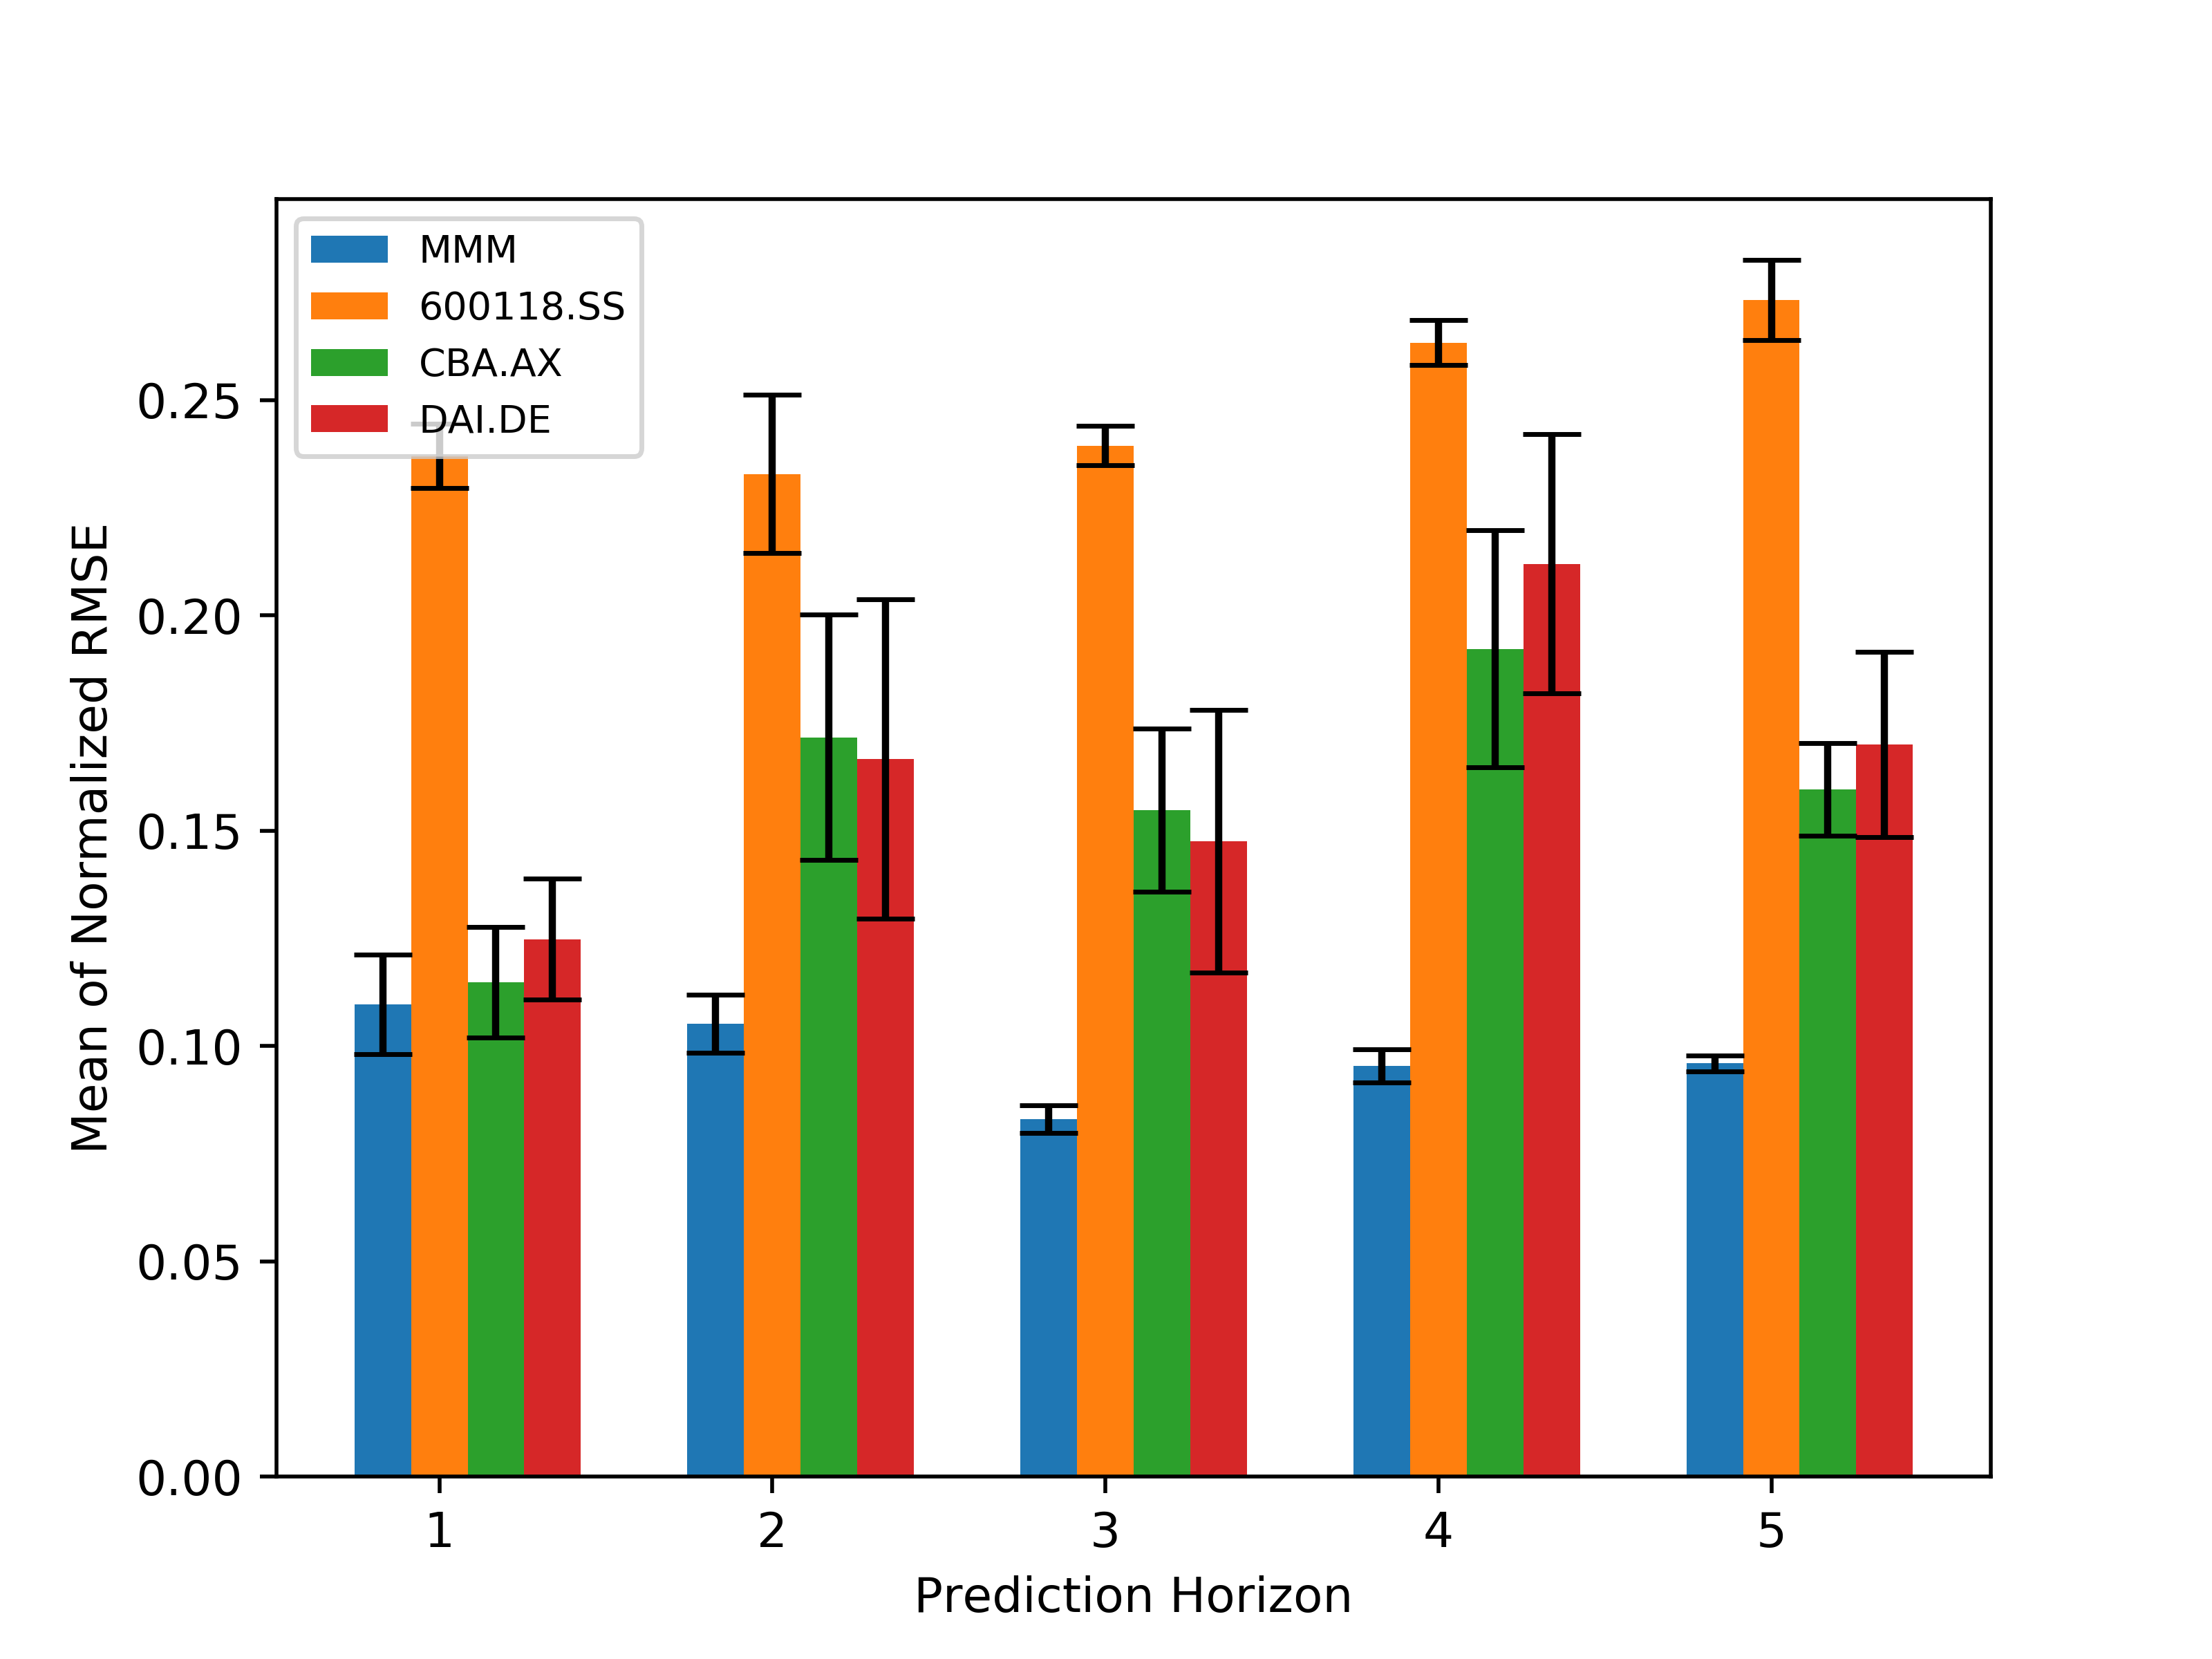 MMM
600118.SS
CBA.AX
DAI.DE
0.25
0.20
0.15
0.10
0.05
0.00
Mean of Normalized RMSE
1 2 3 4 5
Prediction Horizon